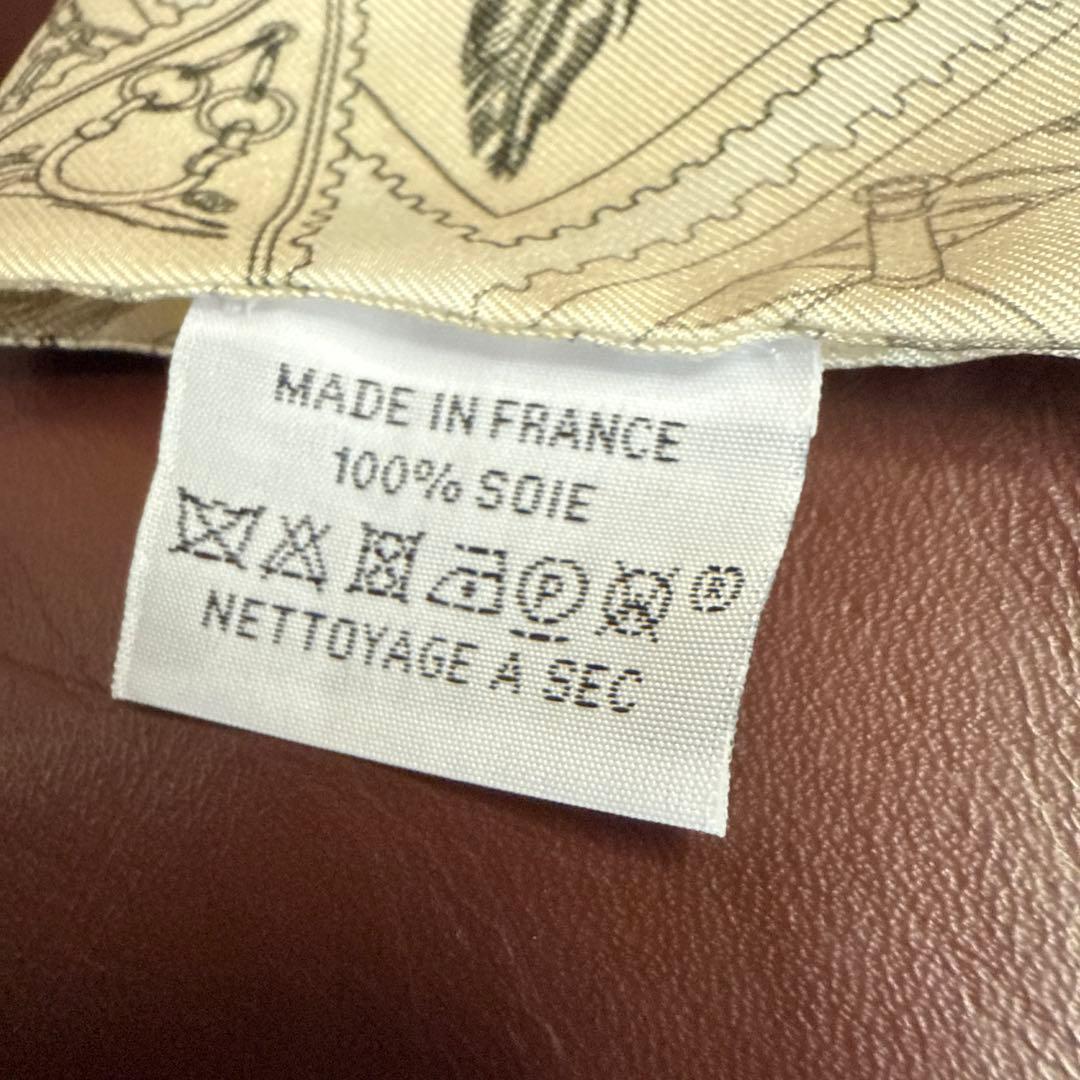 MADE IN FRANCE
100% SOIE
P W ®
NETTOYAGE A SEC